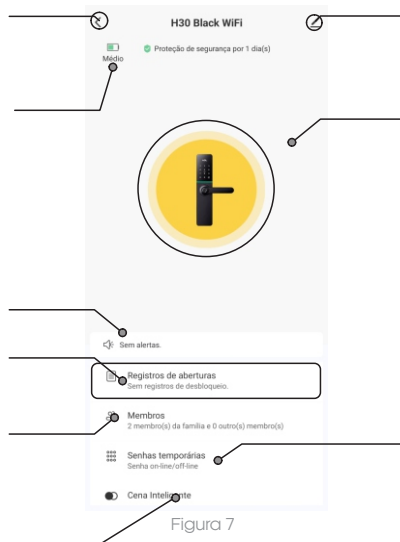 H30 Black WiFi
Médio
Proteção de segurança por 1 dia(s)
Sem alertas.
Registros de aberturas
Sem registros de desbloqueio.
Membros
2 membro(s) da família e 0 outro(s) membro(s)
Senhas temporárias
Senha on-line/off-line
Cena Inteligente
Figura 7